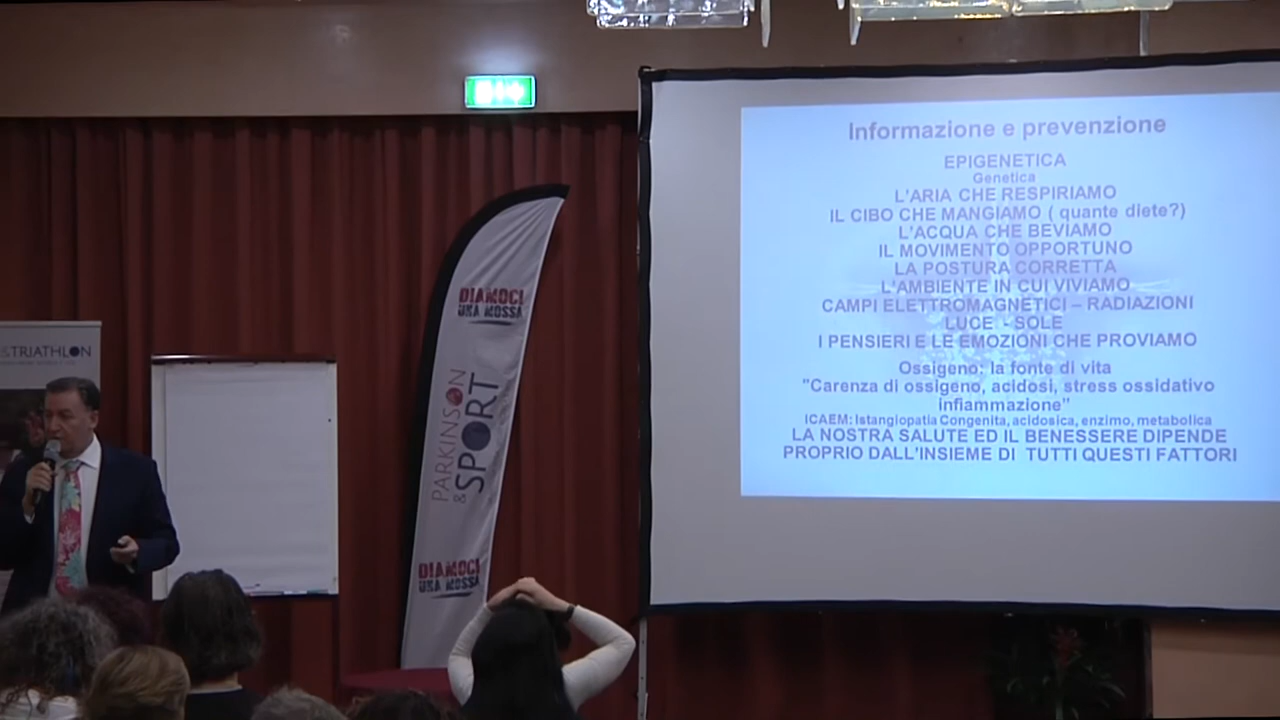 Informazione e prevenzione
EPIGENETICA
Genetica
L'ARIA CHE RESPIRIAMO
IL CIBO CHE MANGIAMO ( quante diete?)
L'ACQUA CHE BEVIAMO
IL MOVIMENTO OPPORTUNO
LA POSTURA CORRETTA
L'AMBIENTE IN CUI VIVIAMO
CAMPI ELETTROMAGNETICI – RADIAZIONI
LUCE - SOLE
I PENSIERI E LE EMOZIONI CHE PROVIAMO
Ossigeno: la fonte di vita
"Carenza di ossigeno, acidosi, stress ossidativo
infiammazione"
ICAEM: Istangiopatia Congenita, acidosica, enzimo, metabolica
LA NOSTRA SALUTE ED IL BENESSERE DIPENDE
PROPRIO DALL'INSIEME DI TUTTI QUESTI FATTORI
DIAMOCI
UNA MOSSA
PARKINSON
& SPORT
DIAMOCI
UNA MOSSA
&TRIATHLON